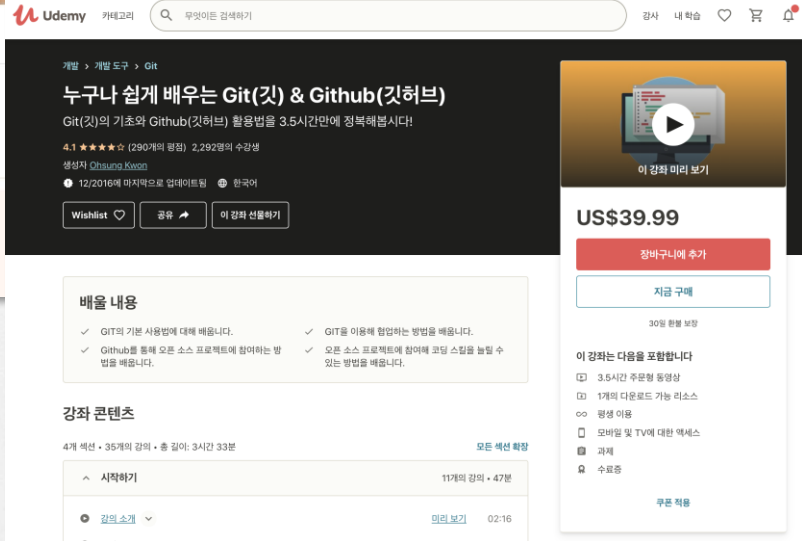 Udemy 카테고리 무엇이든 검색하기 강사 내 학습
개발 > 개발 도구 > Git
누구나 쉽게 배우는 Git(깃) & Github(깃허브)
Git(깃)의 기초와 Github(깃허브) 활용법을 3.5시간만에 정복해봅시다!
4.1 ★★★★☆ (290개의 평점) 2,292명의 수강생
생성자 Ohsung Kwon
12/2016에 마지막으로 업데이트됨 한국어
Wishlist ♡ 공유 이 강좌 선물하기
이 강좌 미리 보기
US$39.99
장바구니에 추가
지금 구매
30일 환불 보장
이 강좌는 다음을 포함합니다
3.5시간 주문형 동영상
1개의 다운로드 가능 리소스
평생 이용
모바일 및 TV에 대한 액세스
과제
수료증
쿠폰 적용
배울 내용
✓ GIT의 기본 사용법에 대해 배웁니다.
✓ Github를 통해 오픈 소스 프로젝트에 참여하는 방
법을 배웁니다.
✓ GIT을 이용해 협업하는 방법을 배웁니다.
✓ 오픈 소스 프로젝트에 참여해 코딩 스킬을 늘릴 수
있는 방법을 배웁니다.
강좌 콘텐츠
4개 섹션 • 35개의 강의 • 총 길이: 3시간 33분 모든 섹션 확장
시작하기 11개의 강의 • 47분
강의 소개 미리 보기 02:16